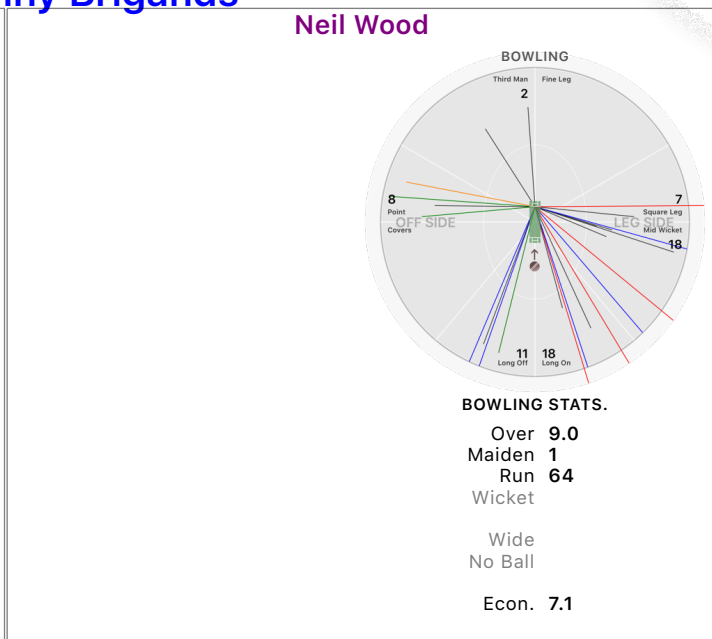 Brigands
Neil Wood
BOWLING
Third Man Fine Leg
2
8 7
Point Square Leg
OFF SIDE LEG SIDE
Covers Mid Wicket
18
11 18
Long Off Long On
BOWLING STATS.
Over 9.0
Maiden 1
Run 64
Wicket
Wide
No Ball
Econ. 7.1